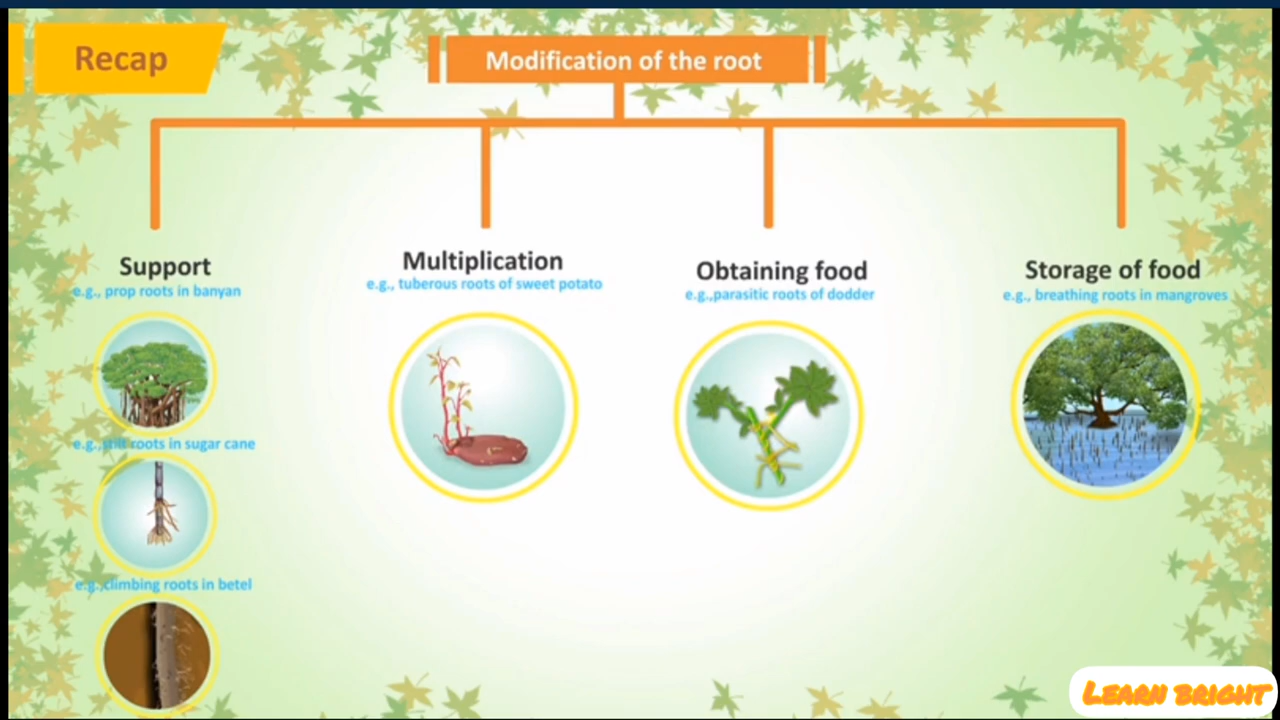 Recap
Modification of the root
Support
e.g., prop roots in banyan
e.g.,stilt roots in sugar cane
e.g.,climbing roots in betel
Multiplication
e.g., tuberous roots of sweet potato
Obtaining food
e.g.,parasitic roots of dodder
Storage of food
e.g., breathing roots in mangroves
LEARN BRIGHT